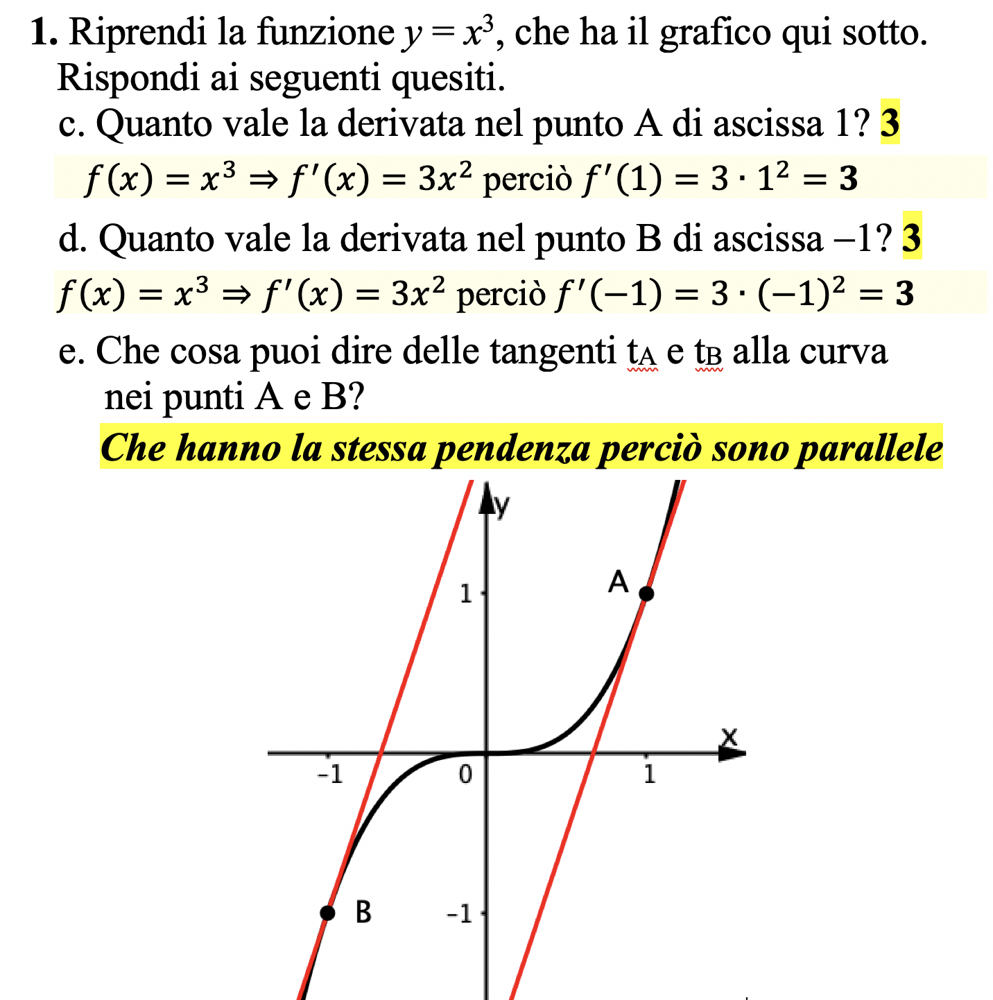 1. Riprendi la funzione y = x³, che ha il grafico qui sotto.
Rispondi ai seguenti quesiti.
c. Quanto vale la derivata nel punto A di ascissa 1? 3
f(x) = x³ ⇒ f′(x) = 3x² perciò f′(1) = 3 · 1² = 3
d. Quanto vale la derivata nel punto B di ascissa –1? 3
f(x) = x³ ⇒ f′(x) = 3x² perciò f′(−1) = 3 · (−1)² = 3
e. Che cosa puoi dire delle tangenti tA e tB alla curva
nei punti A e B?
Che hanno la stessa pendenza perciò sono parallele
y
1
A
x
-1
0
1
B
-1